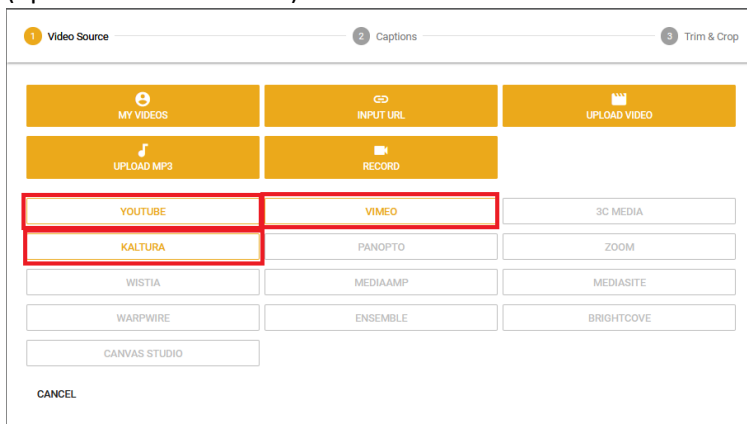 1 Video Source 2 Captions 3 Trim & Crop
MY VIDEOS INPUT URL UPLOAD VIDEO
UPLOAD MP3 RECORD
YOUTUBE VIMEO 3C MEDIA
KALTURA PANOPTO ZOOM
WISTIA MEDIAAMP MEDIASITE
WARPWIRE ENSEMBLE BRIGHTCOVE
CANVAS STUDIO
CANCEL